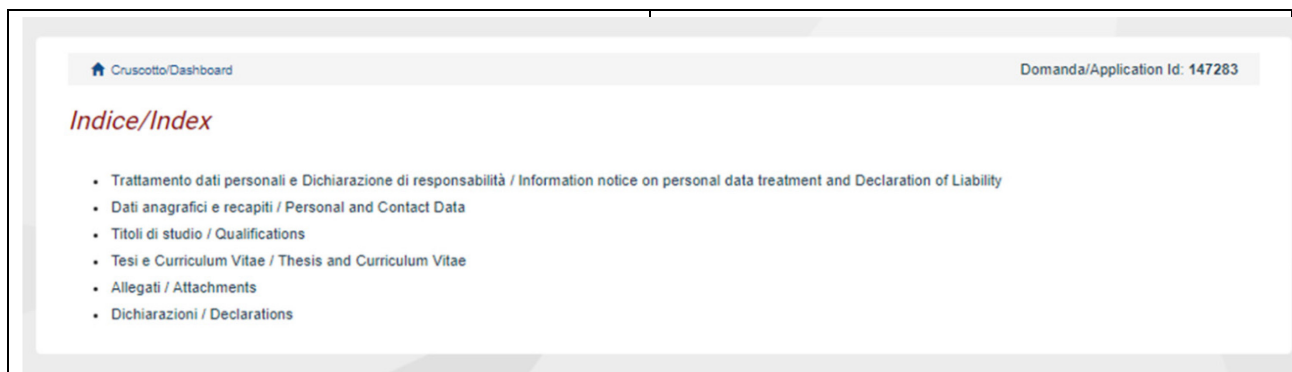 Cruscotto/Dashboard
Domanda/Application Id: 147283
Indice/Index
• Trattamento dati personali e Dichiarazione di responsabilità / Information notice on personal data treatment and Declaration of Liability
• Dati anagrafici e recapiti / Personal and Contact Data
• Titoli di studio / Qualifications
• Tesi e Curriculum Vitae / Thesis and Curriculum Vitae
• Allegati / Attachments
• Dichiarazioni / Declarations